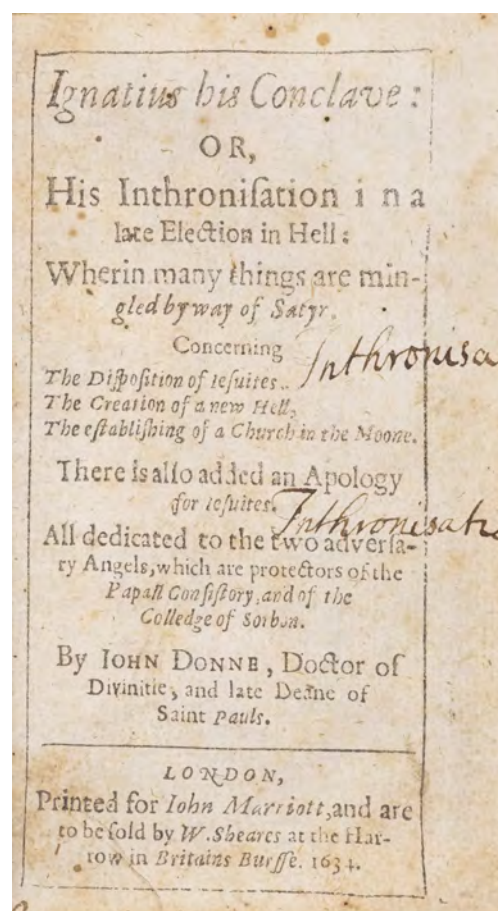 Ignatius his Conclave:
OR,
His Inthroniſation i n a
late Election in Hell:
Wherin many things are min-
gled by way of Satyr.
Concerning
Inthronisa
The Diſpoſition of Ieſuites.
The Creation of a new Hell,
The eſtabliſhing of a Church in the Moone.
There is alſo added an Apology
for Ieſuites.
Inthronisati
All dedicated to the two adverſa-
ry Angels, which are protectors of the
Papall Conſiſtory, and of the
Colledge of Sorbon.
By IOHN DONNE, Doctor of
Divinitie, and late Deane of
Saint Pauls.
LONDON,
Printed for Iohn Marriott, and are
to be ſold by W. Sheares at the Har-
row in Britains Burſſe. 1634.